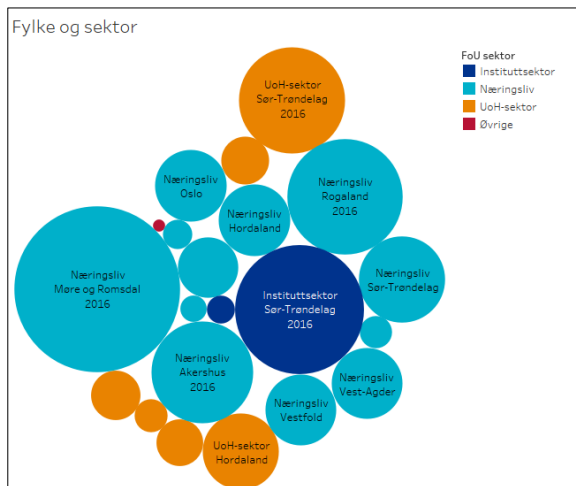 Fylke og sektor
FoU sektor
Instituttsektor
Næringsliv
UoH-sektor
Øvrige
UoH-sektor
Sør-Trøndelag
2016
Næringsliv
Oslo
Næringsliv
Rogaland
2016
Næringsliv
Hordaland
Næringsliv
Møre og Romsdal
2016
Instituttsektor
Sør-Trøndelag
2016
Næringsliv
Sør-Trøndelag
Næringsliv
Akershus
2016
Næringsliv
Vest-Agder
Næringsliv
Vestfold
UoH-sektor
Hordaland